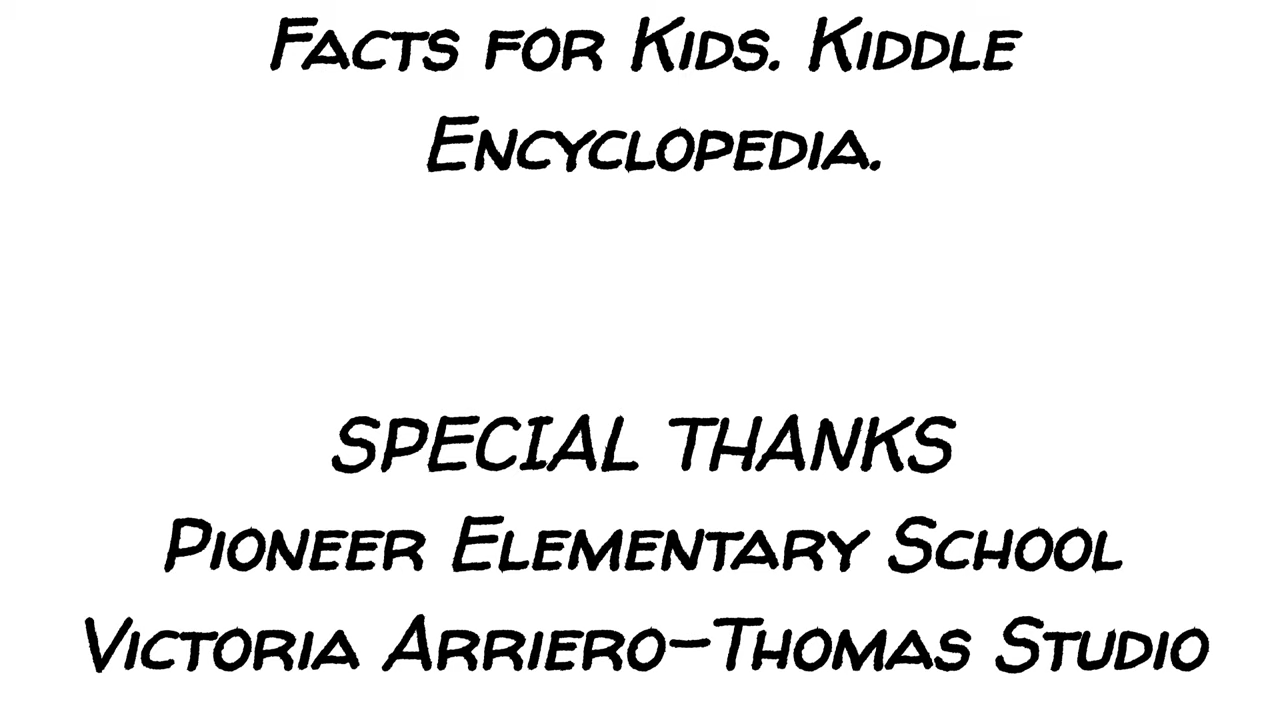 Facts for Kids. Kiddle
Encyclopedia.
SPECIAL THANKS
Pioneer Elementary School
Victoria Arriero-Thomas Studio